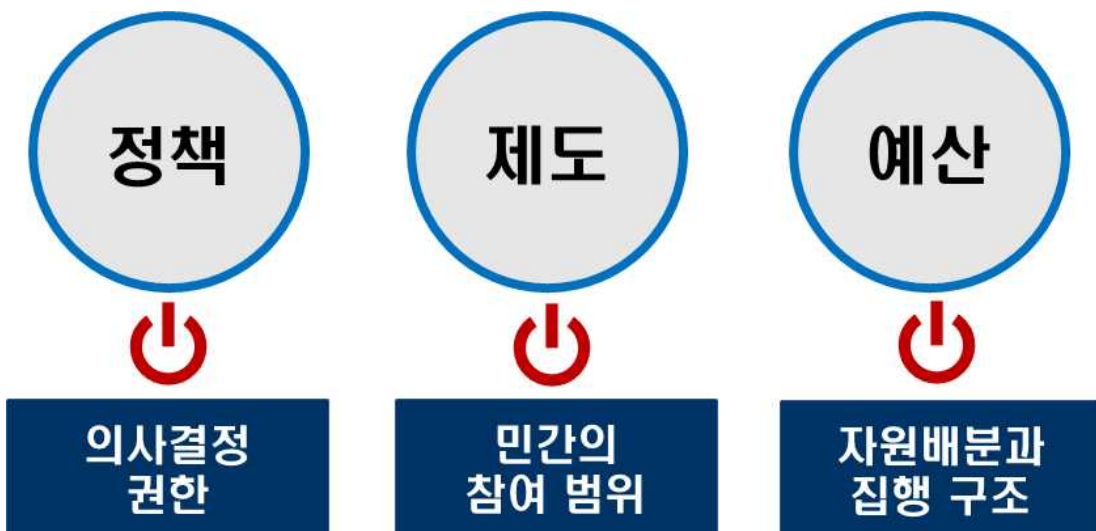 정책
제도
예산
의사결정
권한
민간의
참여 범위
자원배분과
집행 구조